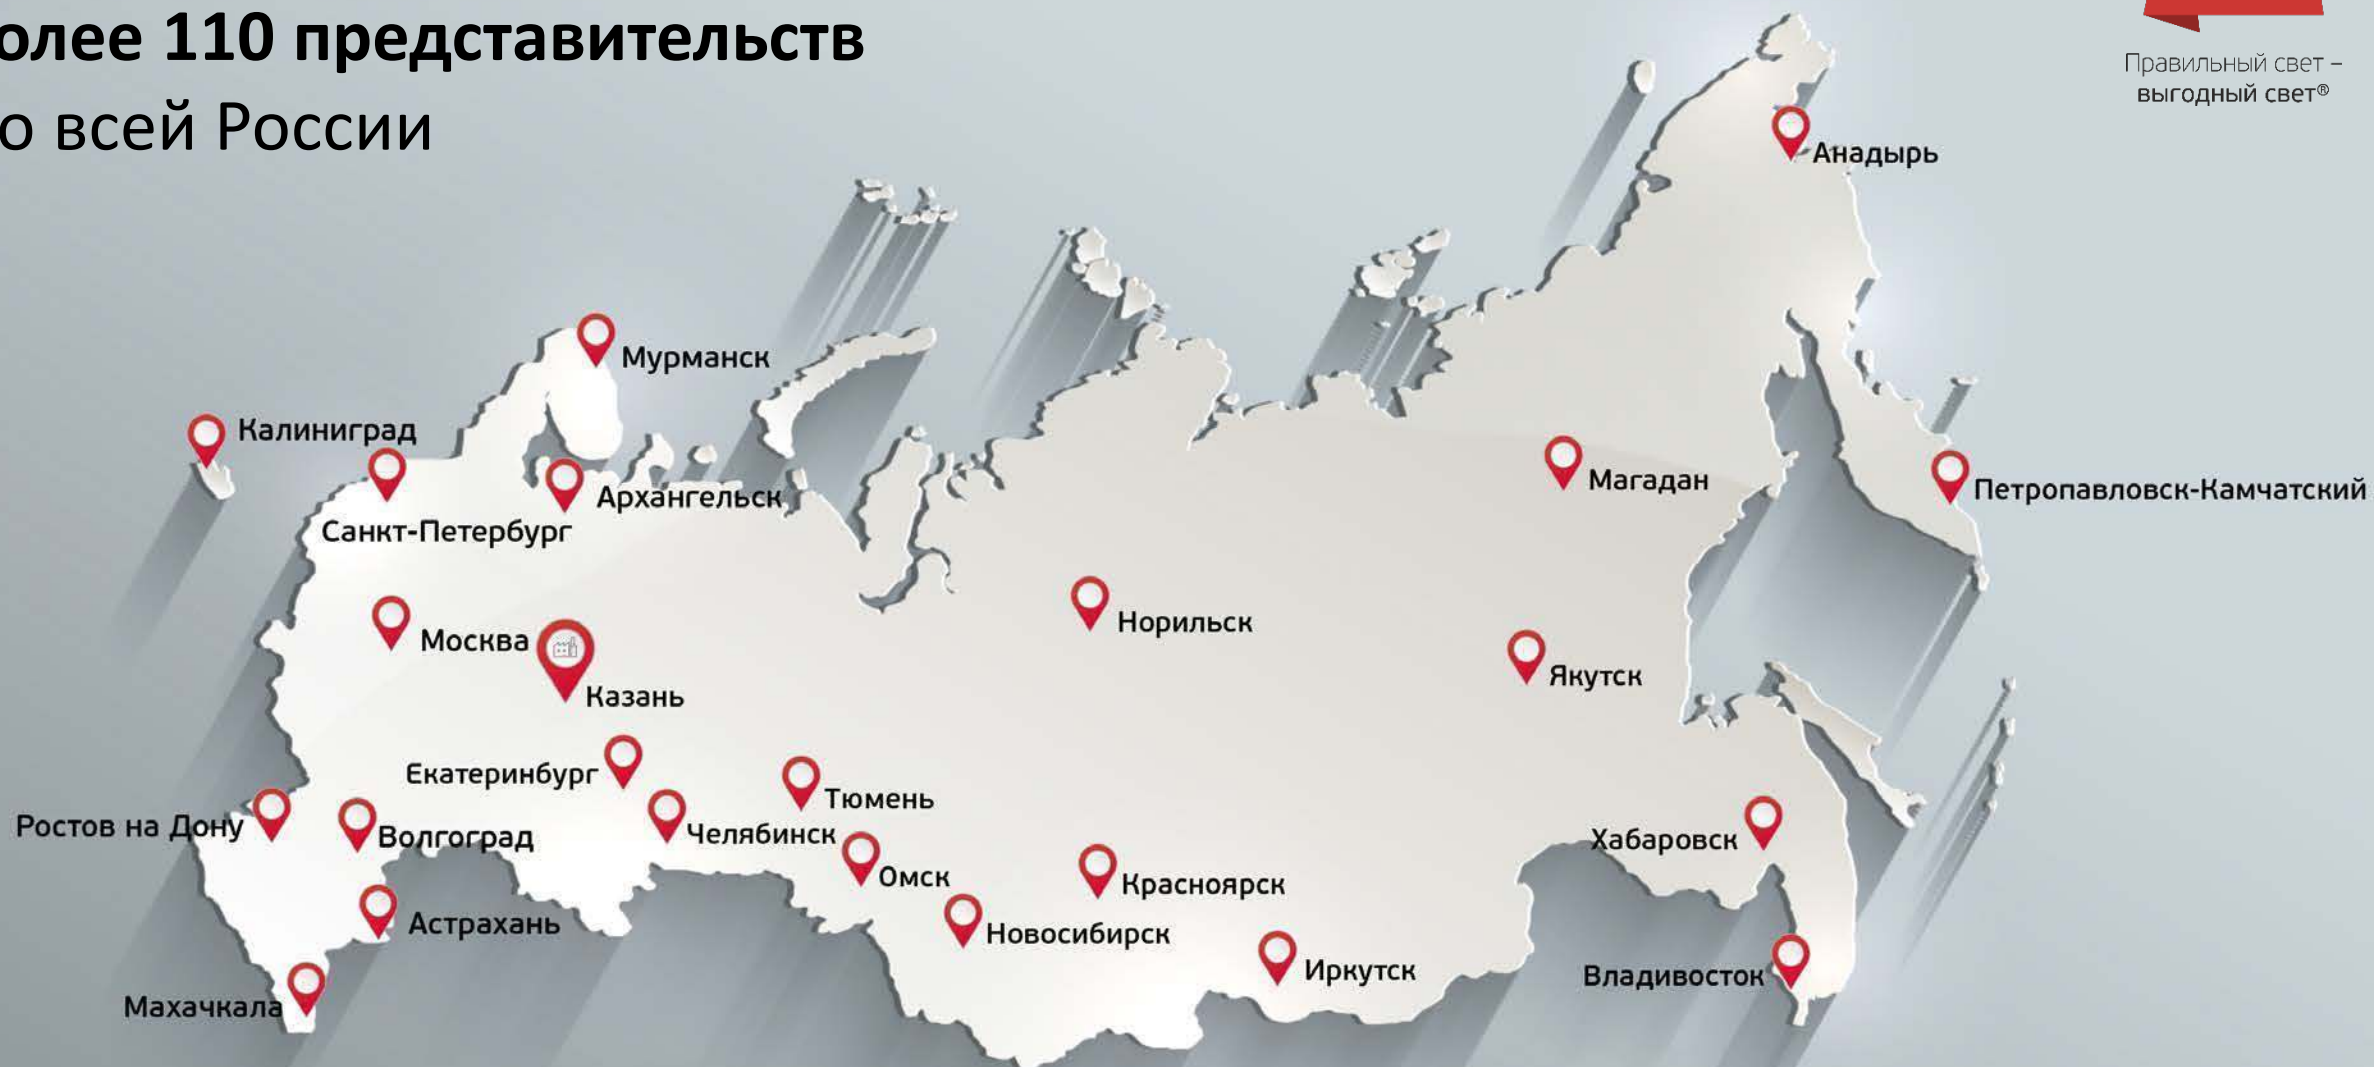 олее 110 представительств
о всей России
Правильный свет –
выгодный свет®
Анадырь
Мурманск
Калининград
Архангельск
Санкт-Петербург
Магадан
Петропавловск-Камчатский
Норильск
Москва
Якутск
Казань
Екатеринбург
Тюмень
Ростов на Дону
Волгоград
Челябинск
Хабаровск
Омск
Красноярск
Астрахань
Новосибирск
Иркутск
Владивосток
Махачкала